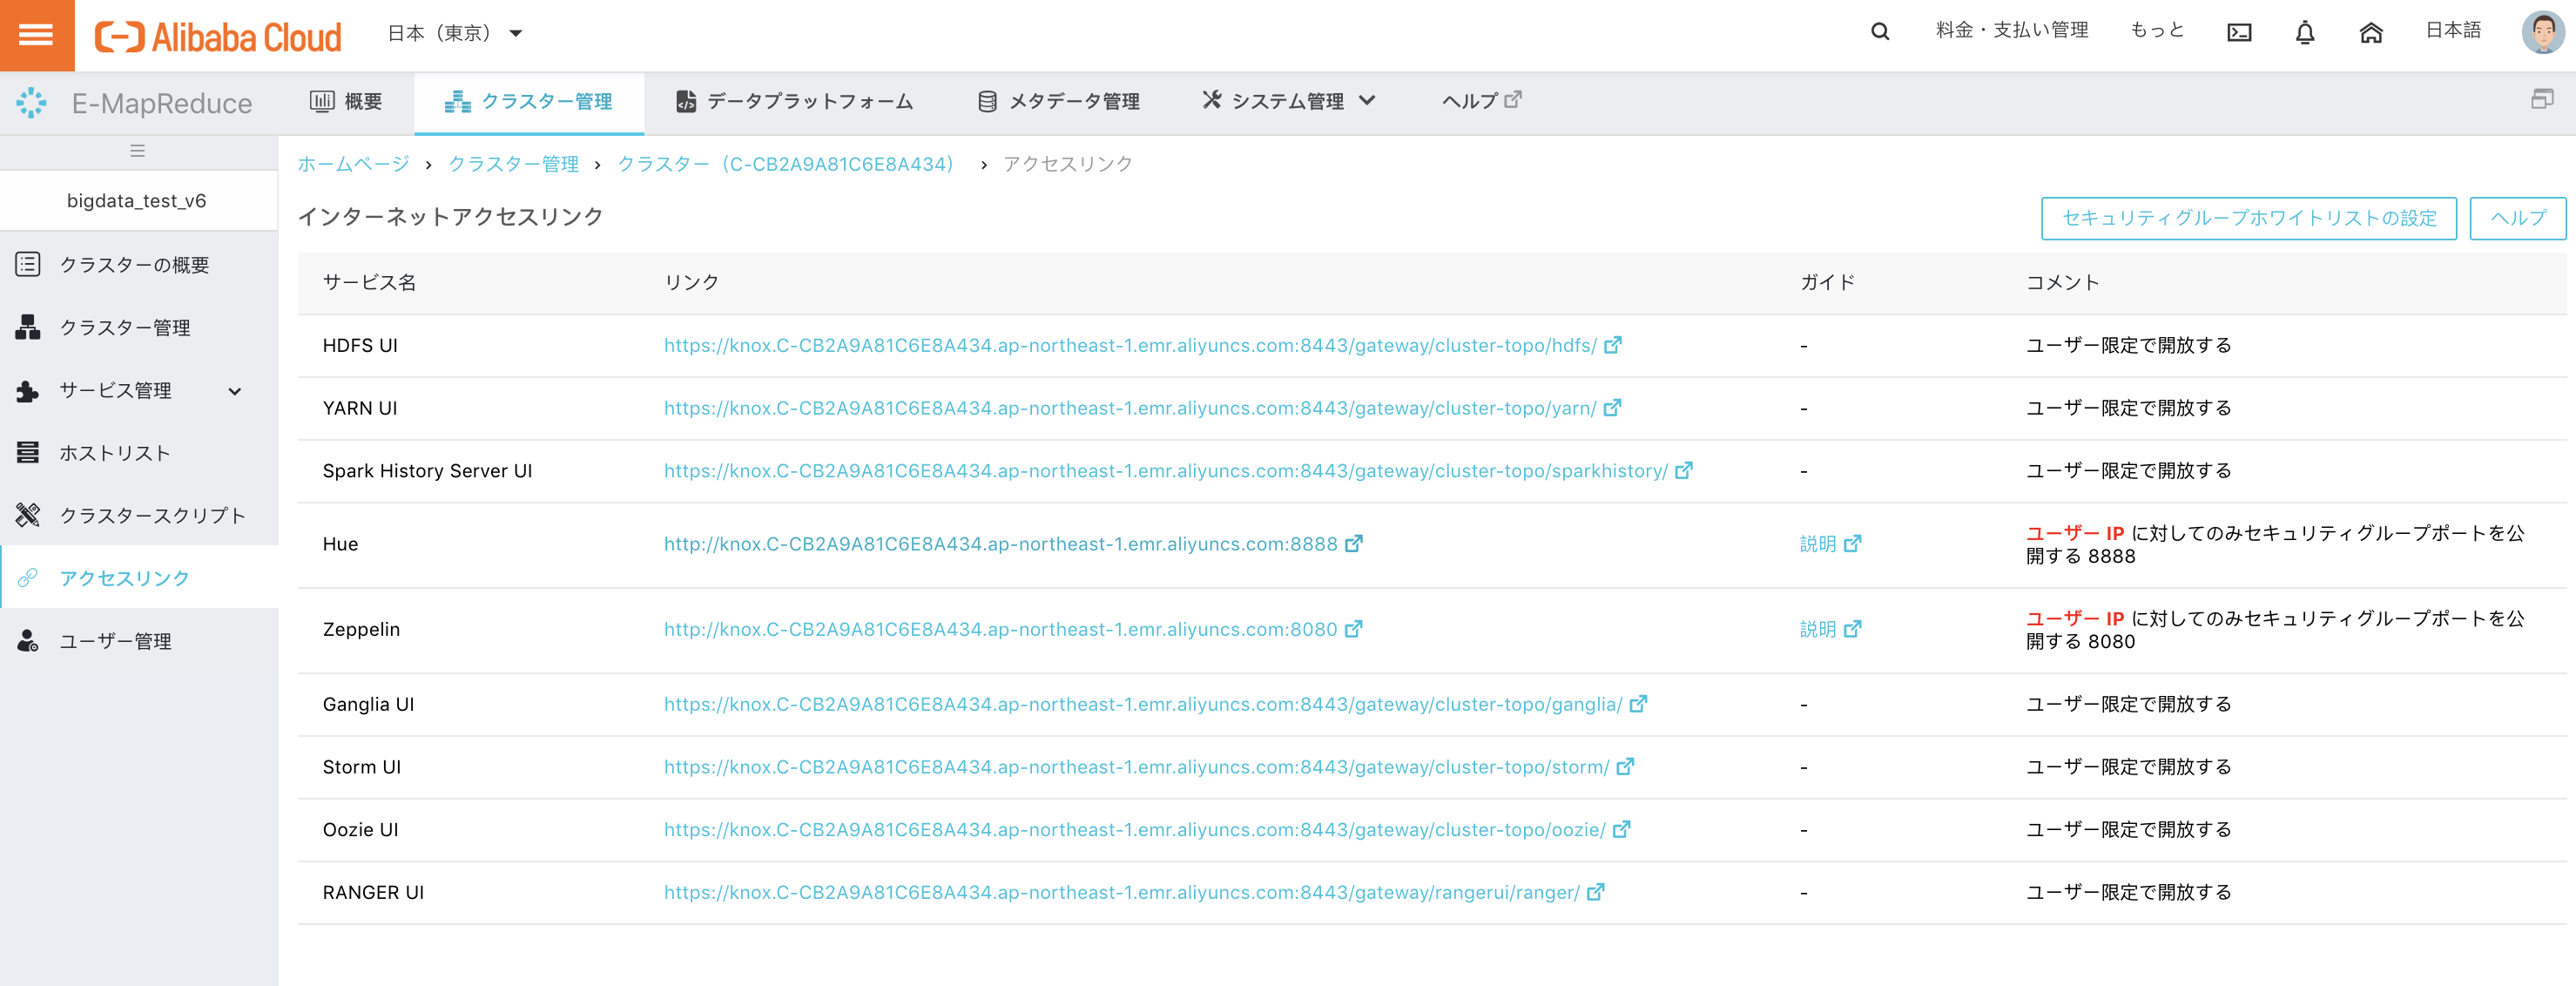 Alibaba Cloud 日本（東京） 料金・支払い管理 もっと 日本語
E-MapReduce 概要 クラスター管理 データプラットフォーム メタデータ管理 システム管理 ヘルプ
bigdata_test_v6
クラスターの概要
クラスター管理
サービス管理
ホストリスト
クラスタースクリプト
アクセスリンク
ユーザー管理
ホームページ › クラスター管理 › クラスター（C-CB2A9A81C6E8A434） › アクセスリンク
インターネットアクセスリンク セキュリティグループホワイトリストの設定 ヘルプ
サービス名 リンク ガイド コメント
HDFS UI https://knox.C-CB2A9A81C6E8A434.ap-northeast-1.emr.aliyuncs.com:8443/gateway/cluster-topo/hdfs/ - ユーザー限定で開放する
YARN UI https://knox.C-CB2A9A81C6E8A434.ap-northeast-1.emr.aliyuncs.com:8443/gateway/cluster-topo/yarn/ - ユーザー限定で開放する
Spark History Server UI https://knox.C-CB2A9A81C6E8A434.ap-northeast-1.emr.aliyuncs.com:8443/gateway/cluster-topo/sparkhistory/ - ユーザー限定で開放する
Hue http://knox.C-CB2A9A81C6E8A434.ap-northeast-1.emr.aliyuncs.com:8888 説明 ユーザー IP に対してのみセキュリティグループポートを公
開する 8888
Zeppelin http://knox.C-CB2A9A81C6E8A434.ap-northeast-1.emr.aliyuncs.com:8080 説明 ユーザー IP に対してのみセキュリティグループポートを公
開する 8080
Ganglia UI https://knox.C-CB2A9A81C6E8A434.ap-northeast-1.emr.aliyuncs.com:8443/gateway/cluster-topo/ganglia/ - ユーザー限定で開放する
Storm UI https://knox.C-CB2A9A81C6E8A434.ap-northeast-1.emr.aliyuncs.com:8443/gateway/cluster-topo/storm/ - ユーザー限定で開放する
Oozie UI https://knox.C-CB2A9A81C6E8A434.ap-northeast-1.emr.aliyuncs.com:8443/gateway/cluster-topo/oozie/ - ユーザー限定で開放する
RANGER UI https://knox.C-CB2A9A81C6E8A434.ap-northeast-1.emr.aliyuncs.com:8443/gateway/rangerui/ranger/ - ユーザー限定で開放する